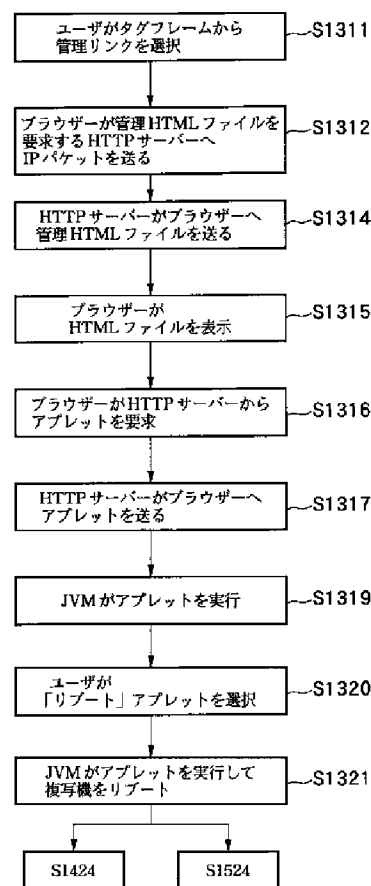 ユーザがタグフレームから
管理リンクを選択
S1311
ブラウザーが管理HTMLファイルを
要求するHTTPサーバーへ
IPパケットを送る
S1312
HTTPサーバーがブラウザーへ
管理HTMLファイルを送る
S1314
ブラウザーが
HTMLファイルを表示
S1315
ブラウザーがHTTPサーバーから
アプレットを要求
S1316
HTTPサーバーがブラウザーへ
アプレットを送る
S1317
JVMがアプレットを実行
S1319
ユーザが
「リブート」アプレットを選択
S1320
JVMがアプレットを実行して
複写機をリブート
S1321
S1424
S1524